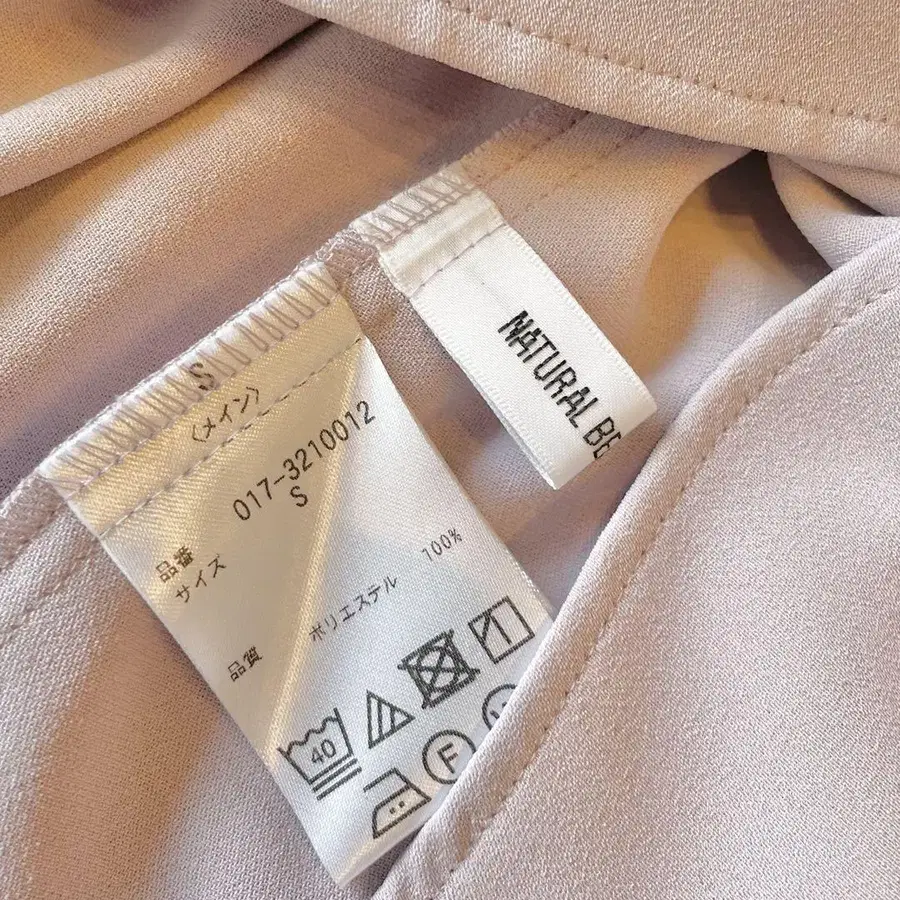 S
〈メイン〉
品番 017-3210012
サイズ S
品質 ポリエステル 100%
40
F
W
NATURAL BE